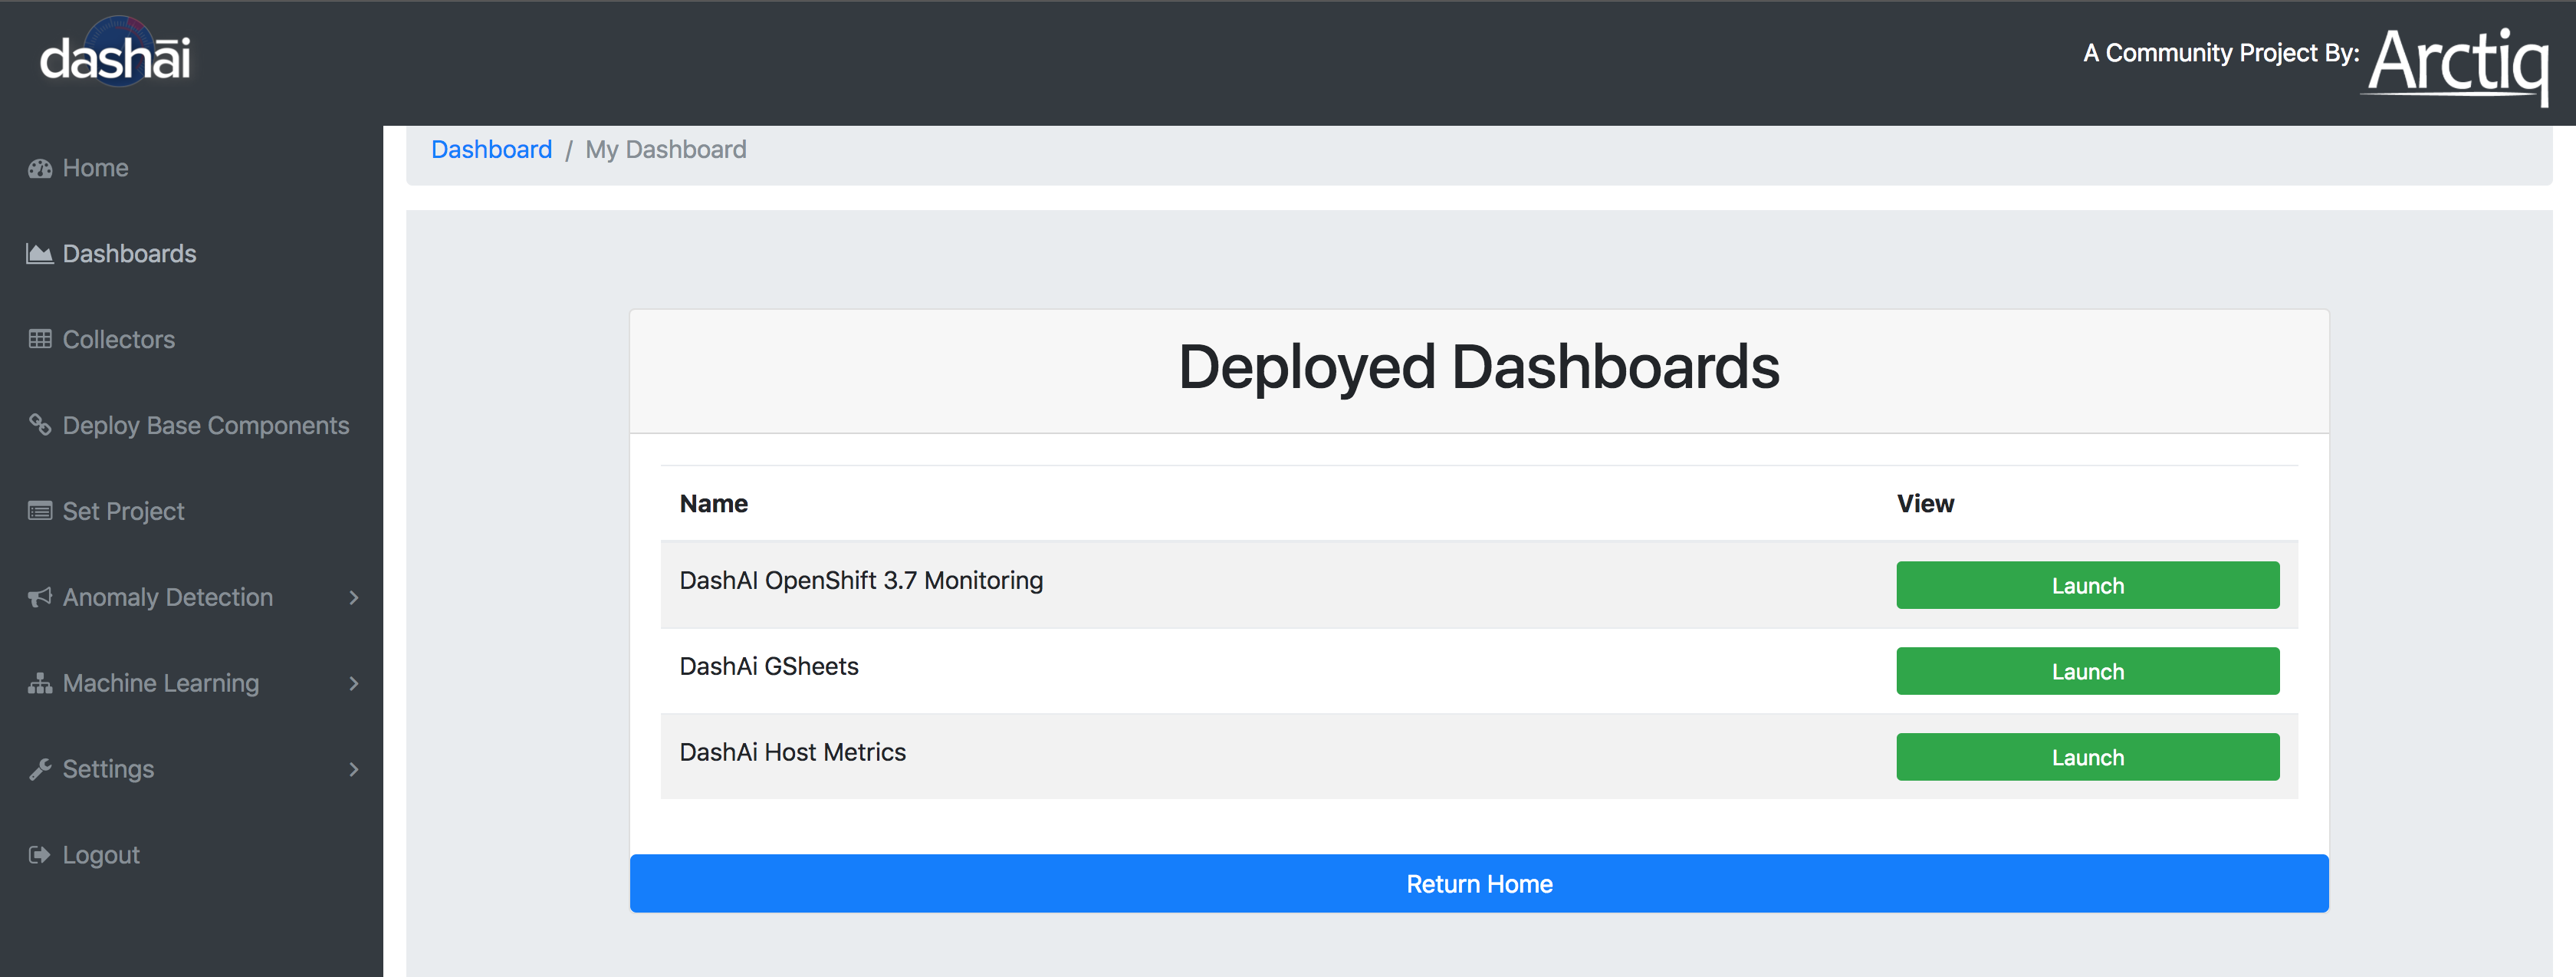 dashāi
A Community Project By: Arctiq
Home
Dashboards
Collectors
Deploy Base Components
Set Project
Anomaly Detection
Machine Learning
Settings
Logout
Dashboard / My Dashboard
Deployed Dashboards
Name View
DashAI OpenShift 3.7 Monitoring Launch
DashAi GSheets Launch
DashAi Host Metrics Launch
Return Home